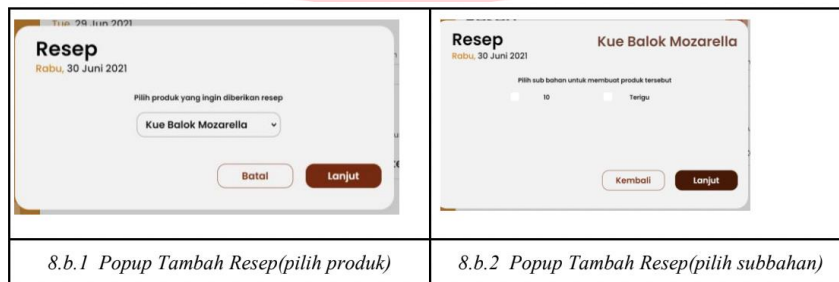 Tue, 29 Jun 2021
Resep
Rabu, 30 Juni 2021
Pilih produk yang ingin diberikan resep
Kue Balok Mozarella
Batal
Lanjut
Resep
Kue Balok Mozarella
Rabu, 30 Juni 2021
Pilih sub bahan untuk membuat produk tersebut
10
Terigu
Kembali
Lanjut
8.b.1 Popup Tambah Resep(pilih produk)
8.b.2 Popup Tambah Resep(pilih subbahan)